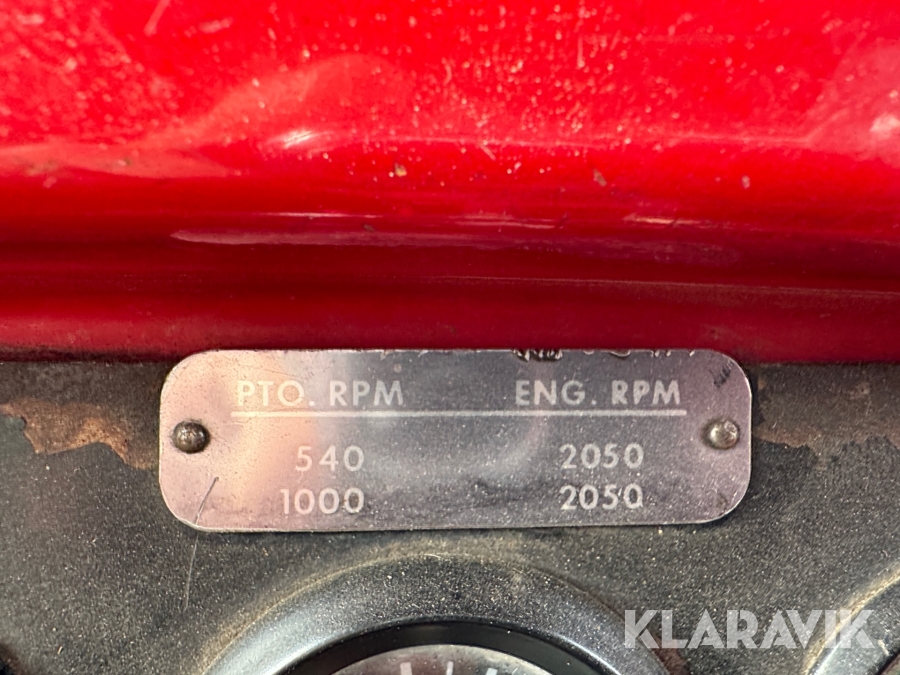 PTO. RPM ENG. RPM
540 2050
1000 2050
KLARAVIK.